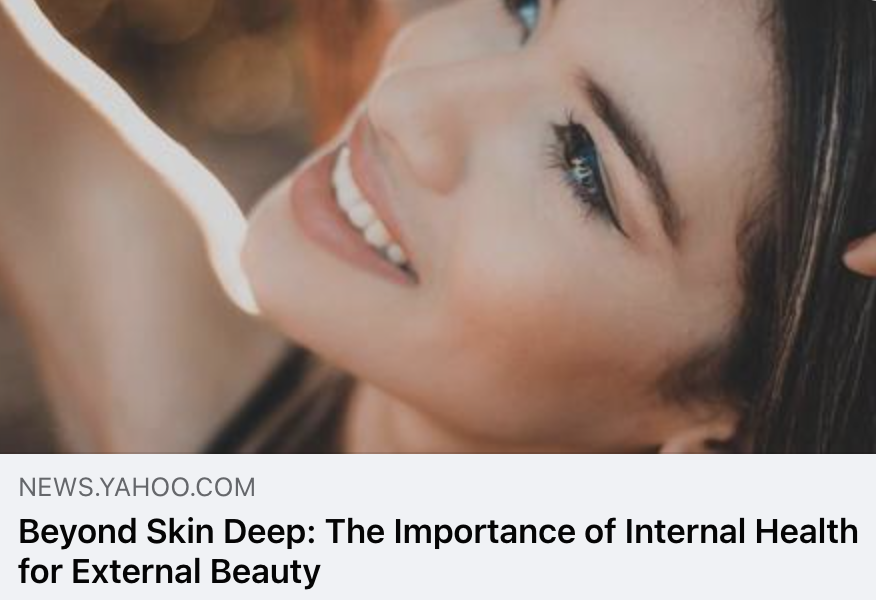 NEWS.YAHOO.COM
Beyond Skin Deep: The Importance of Internal Health
for External Beauty